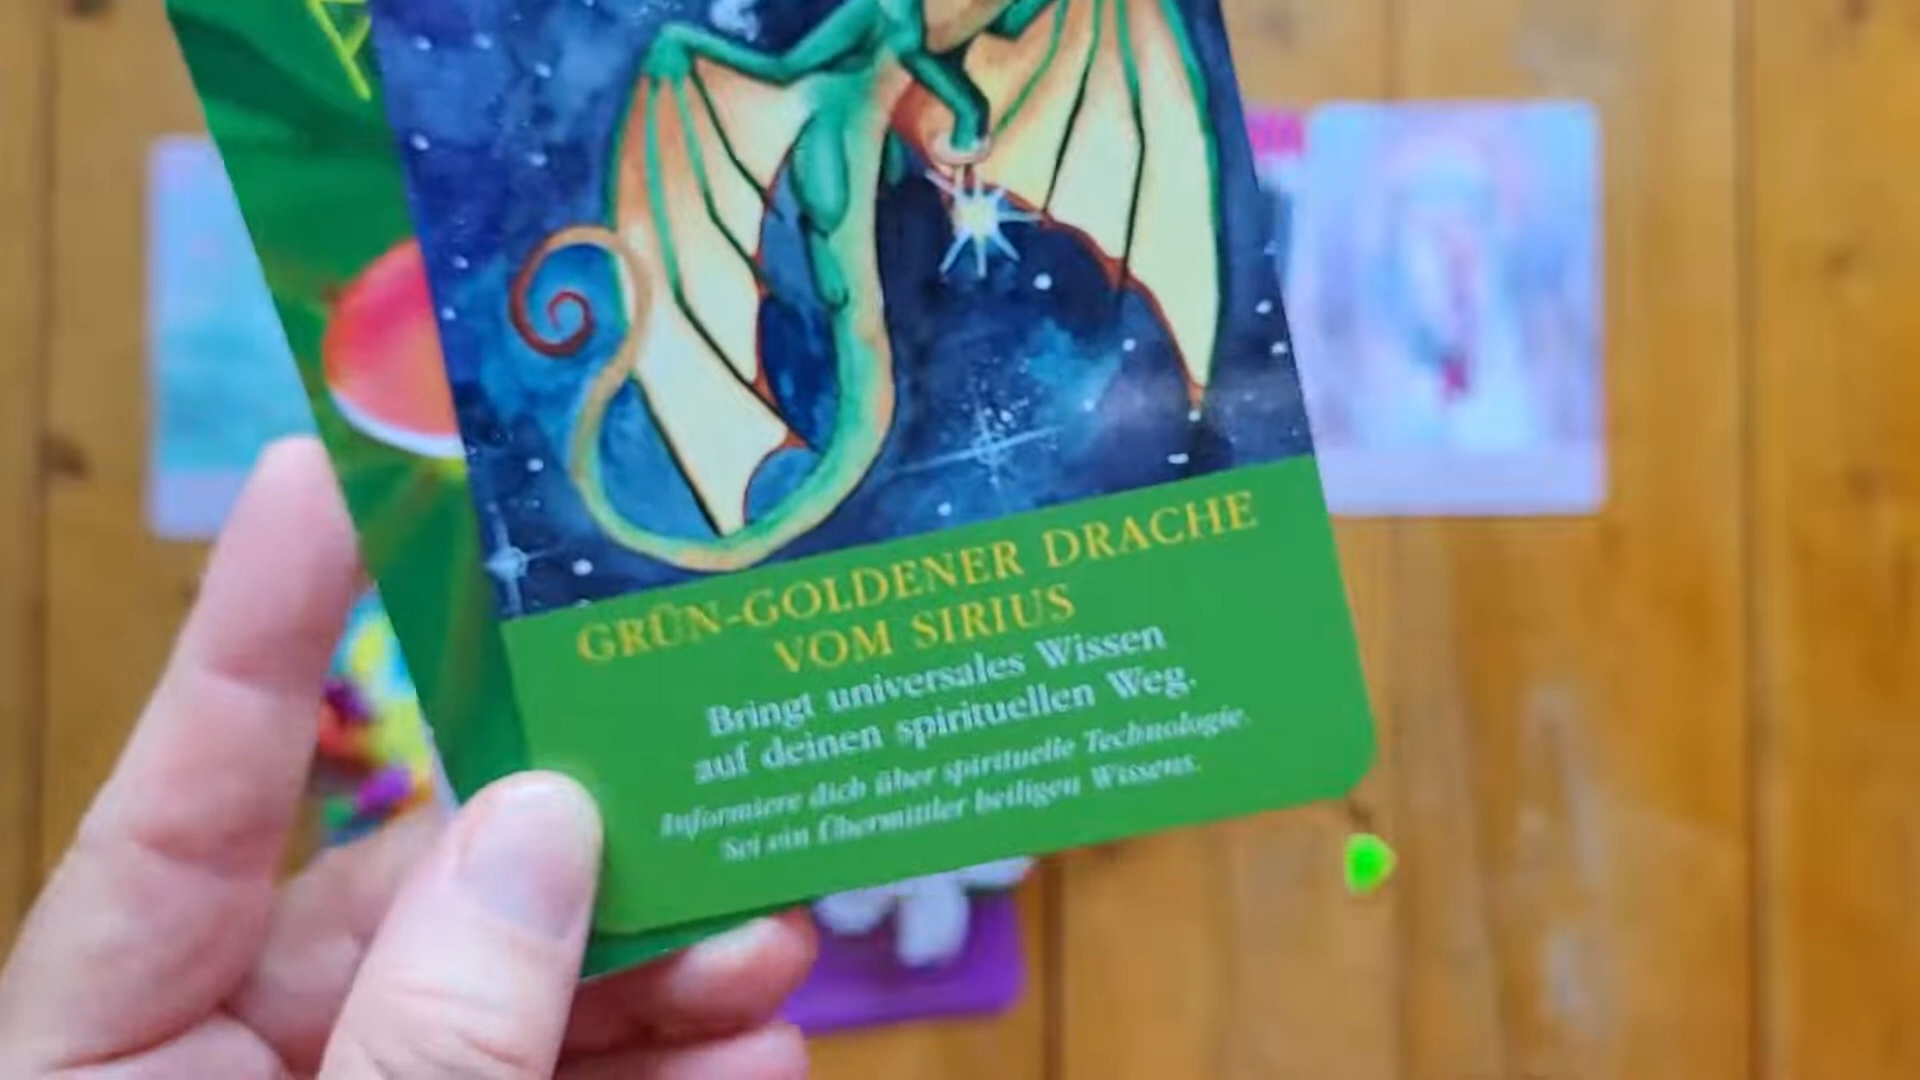 GRÜN-GOLDENER DRACHE
VOM SIRIUS
Bringt universales Wissen
auf deinen spirituellen Weg.
Informiere dich über spirituelle Technologie.
Sei ein Übermittler heiligen Wissens.